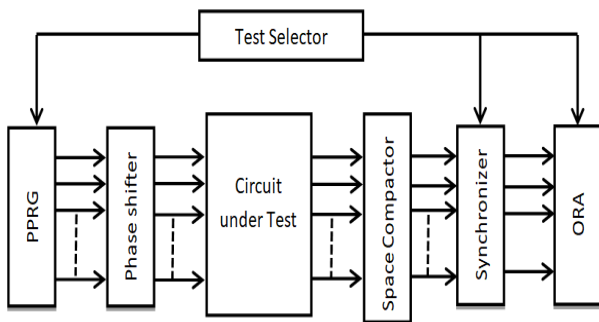 Test Selector
PPRG
Phase shifter
Circuit
under Test
Space Compactor
Synchronizer
ORA